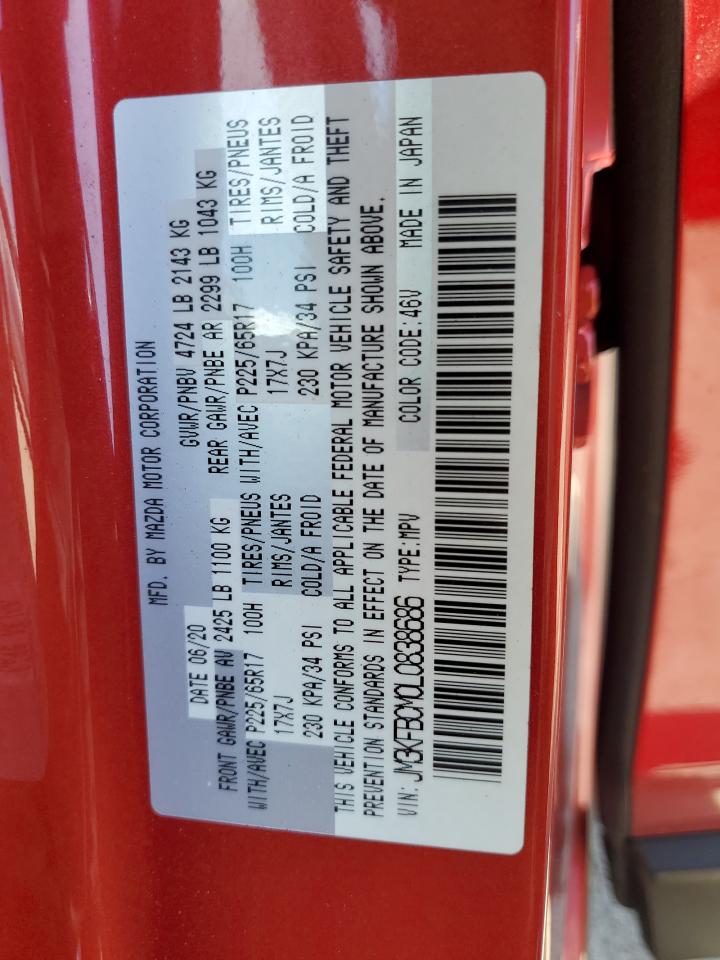 MFD. BY MAZDA MOTOR CORPORATION
DATE 06/20 GVWR/PNBV 4724 LB 2143 KG
FRONT GAWR/PNBE AV 2425 LB 1100 KG REAR GAWR/PNBE AR 2299 LB 1043 KG
WITH/AVEC P225/65R17 100H TIRES/PNEUS WITH/AVEC P225/65R17 100H TIRES/PNEUS
17X7J RIMS/JANTES 17X7J RIMS/JANTES
230 KPA/34 PSI COLD/A FROID 230 KPA/34 PSI COLD/A FROID
THIS VEHICLE CONFORMS TO ALL APPLICABLE FEDERAL MOTOR VEHICLE SAFETY AND THEFT
PREVENTION STANDARDS IN EFFECT ON THE DATE OF MANUFACTURE SHOWN ABOVE.
VIN: JM3KFBCM0L0838686 TYPE:MPV COLOR CODE:46V MADE IN JAPAN